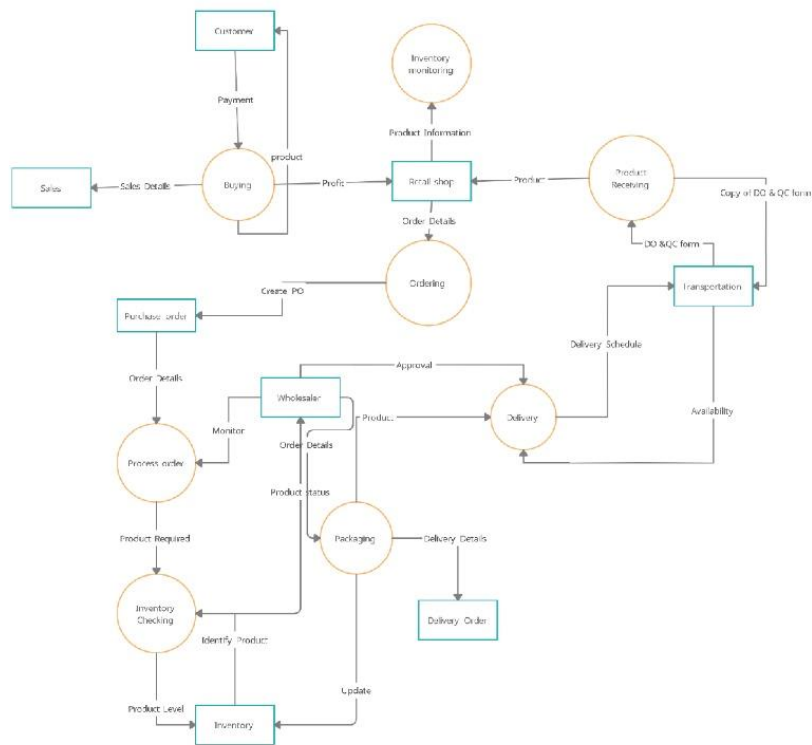 Customer
Inventory
monitoring
Payment
product
Product Information
Sales
Sales Details
Buying
Profit
Retail shop
Product
Product
Receiving
Copy of DO & QC form
Order Details
DO &QC form
Ordering
Transportation
Create PO
Purchase order
Delivery Schedule
Approval
Order Details
Wholesaler
Product
Delivery
Availability
Monitor
Order Details
Process order
Product status
Packaging
Delivery Details
Product Required
Inventory
Checking
Identify Product
Delivery Order
Update
Product Level
Inventory